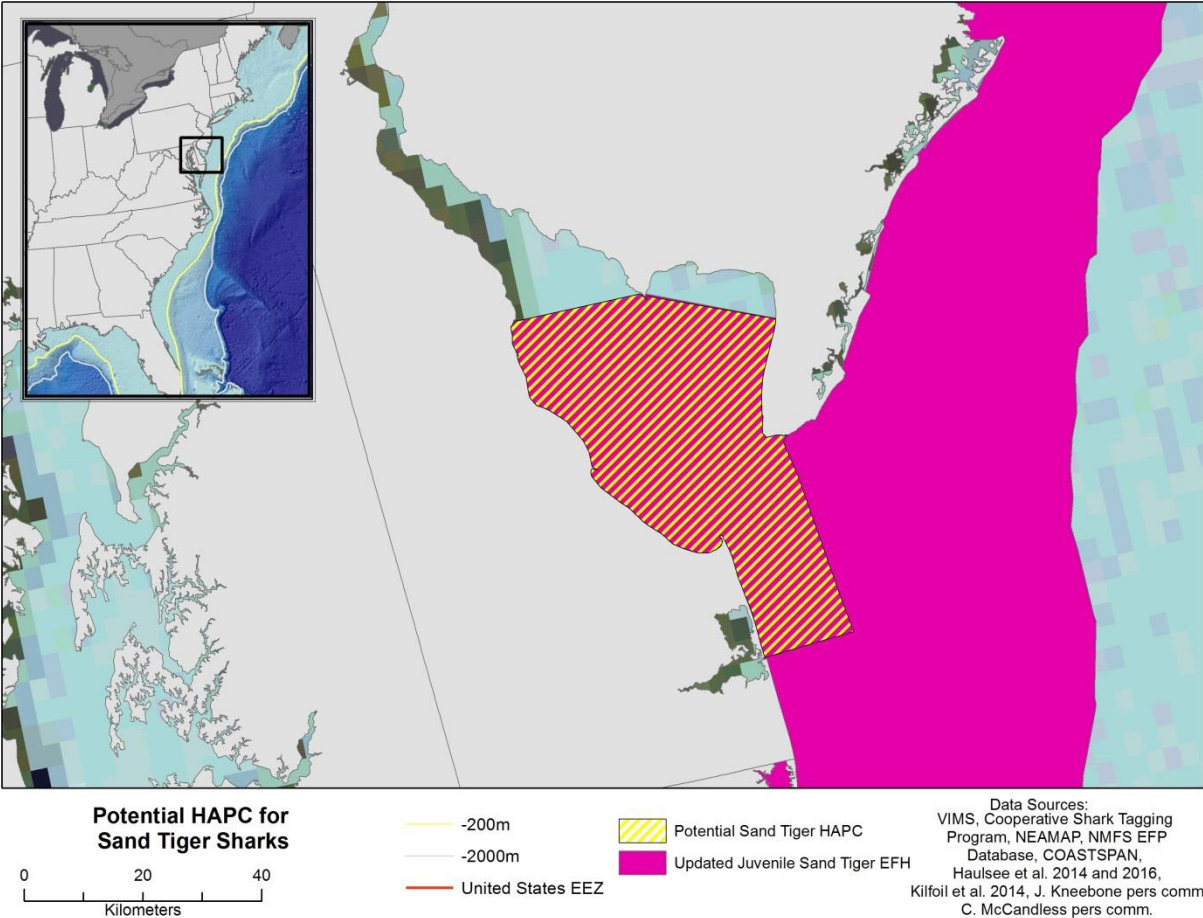 Potential HAPC for
Sand Tiger Sharks
0 20 40
Kilometers
-200m
-2000m
United States EEZ
Potential Sand Tiger HAPC
Updated Juvenile Sand Tiger EFH
Data Sources:
VIMS, Cooperative Shark Tagging
Program, NEAMAP, NMFS EFP
Database, COASTSPAN,
Haulsee et al. 2014 and 2016,
Kilfoil et al. 2014, J. Kneebone pers comm
C. McCandless pers comm.